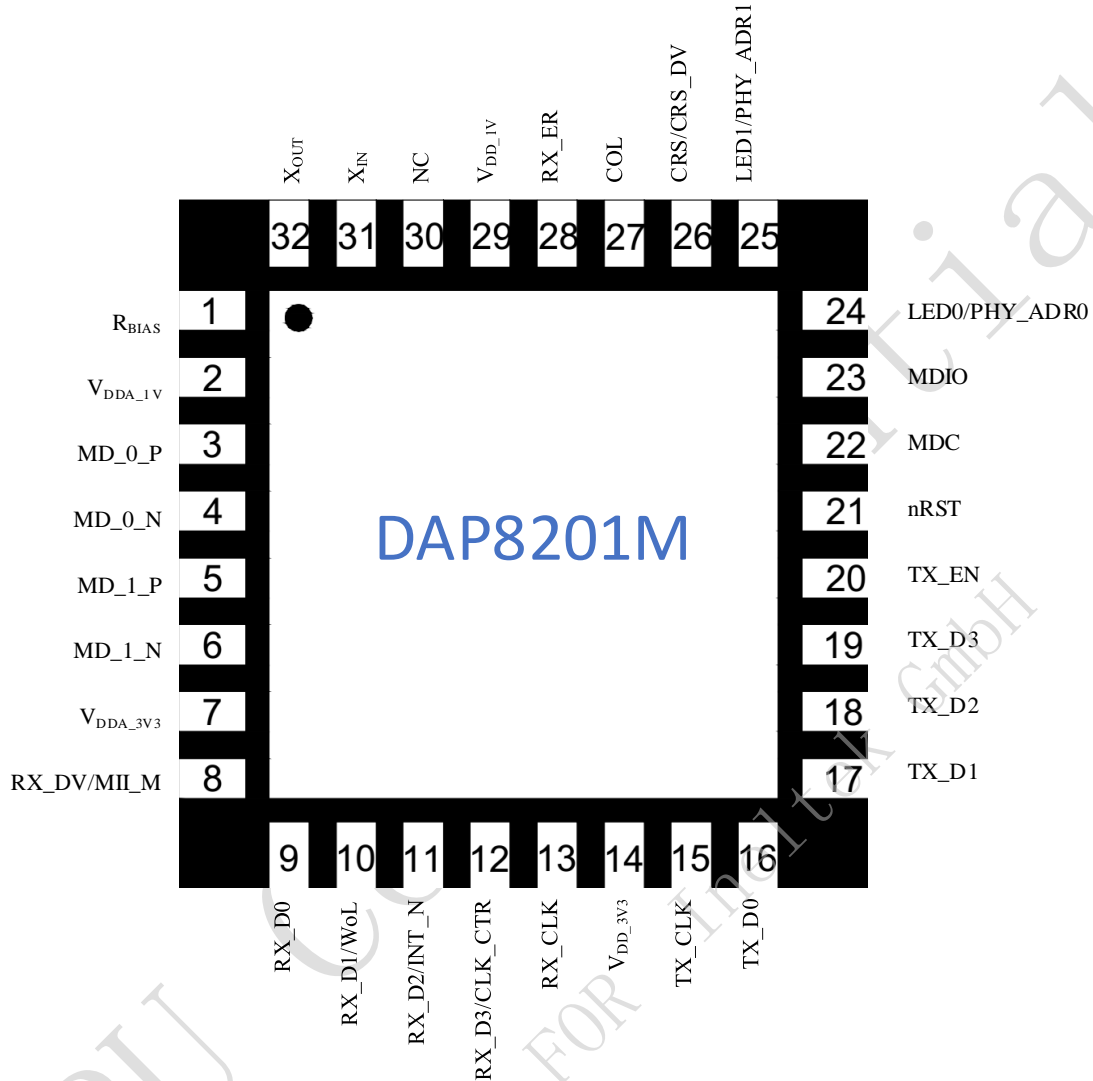 X_OUT
X_IN
NC
V_DD_1V
RX_ER
COL
CRS/CRS_DV
LED1/PHY_ADR1
32
31
30
29
28
27
26
25
R_BIAS 1
V_DDA_1V 2
MD_0_P 3
MD_0_N 4
MD_1_P 5
MD_1_N 6
V_DDA_3V3 7
RX_DV/MII_M 8
DAP8201M
24 LED0/PHY_ADR0
23 MDIO
22 MDC
21 nRST
20 TX_EN
19 TX_D3
18 TX_D2
17 TX_D1
9
10
11
12
13
14
15
16
RX_D0
RX_D1/WoL
RX_D2/INT_N
RX_D3/CLK_CTR
RX_CLK
V_DD_3V3
TX_CLK
TX_D0
FOR Ineltek GmbH